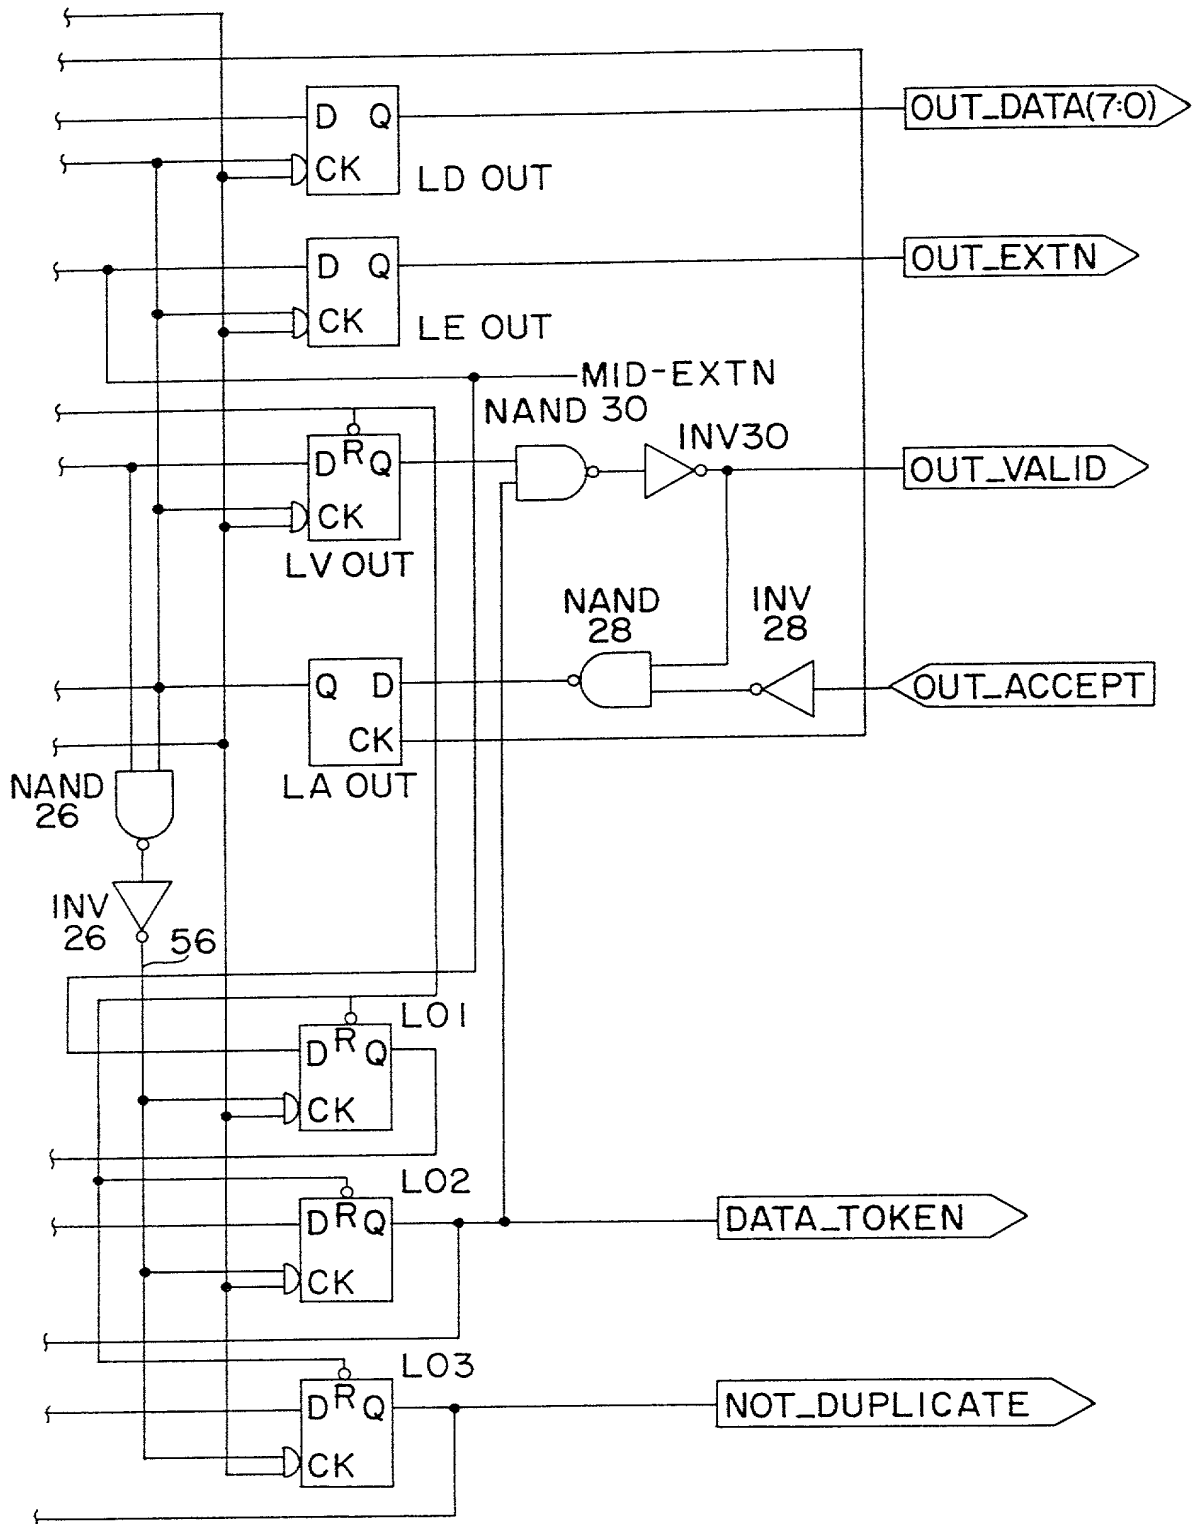 D Q
CK
LD OUT
OUT_DATA(7:0)
D Q
CK
LE OUT
OUT_EXTN
MID-EXTN
NAND 30
INV30
D R Q
CK
LV OUT
OUT_VALID
NAND
28
INV
28
Q D
CK
LA OUT
OUT_ACCEPT
NAND
26
INV
26
56
LO1
D R Q
CK
LO2
D R Q
CK
DATA_TOKEN
LO3
D R Q
CK
NOT_DUPLICATE